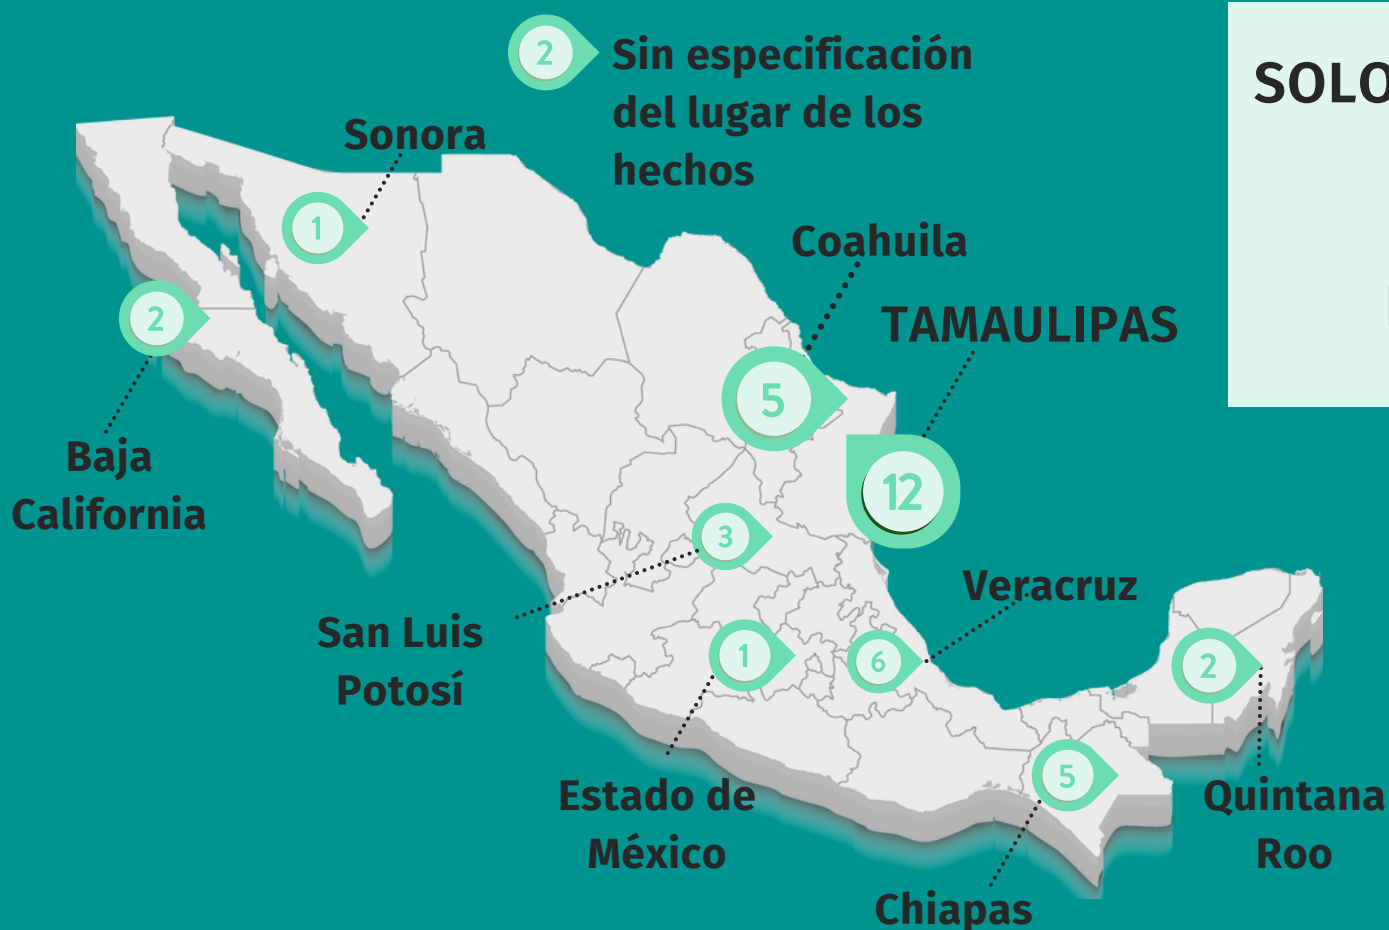 2
Sin especificación
del lugar de los
hechos
SOLO
Sonora
1
Coahuila
TAMAULIPAS
2
5
Baja
California
12
3
Veracruz
San Luis
Potosí
1
6
2
5
Estado de
México
Quintana
Roo
Chiapas